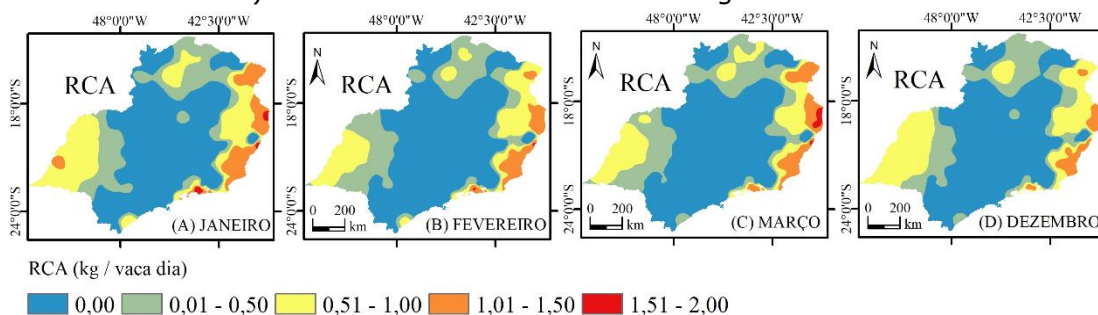 48°0'0"W 42°30'0"W 48°0'0"W 42°30'0"W 48°0'0"W 42°30'0"W 48°0'0"W 42°30'0"W
N N N
RCA RCA RCA RCA
18°0'0"S 18°0'0"S 18°0'0"S 18°0'0"S
24°0'0"S 24°0'0"S 24°0'0"S 24°0'0"S
0 200 0 200 0 200
km km km
(A) JANEIRO (B) FEVEREIRO (C) MARÇO (D) DEZEMBRO
RCA (kg / vaca dia)
0,00 0,01 - 0,50 0,51 - 1,00 1,01 - 1,50 1,51 - 2,00